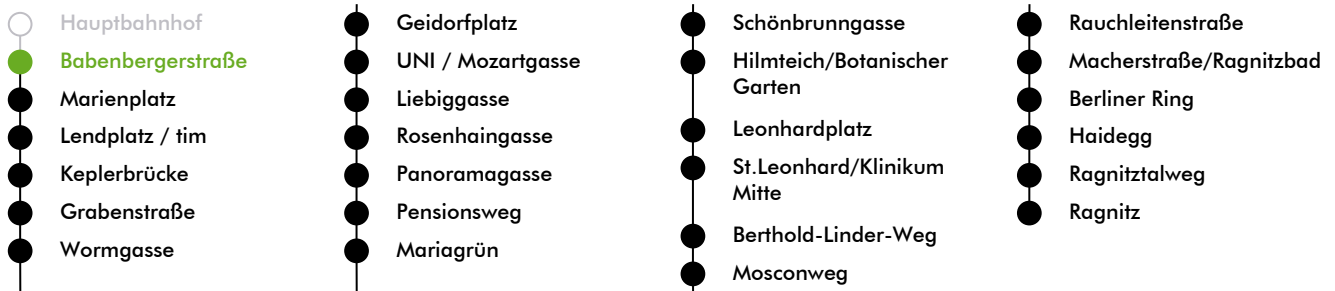 Hauptbahnhof
Babenbergerstraße
Marienplatz
Lendplatz / tim
Keplerbrücke
Grabenstraße
Wormgasse
Geidorfplatz
UNI / Mozartgasse
Liebiggasse
Rosenhaingasse
Panoramagasse
Pensionsweg
Mariagrün
Schönbrunngasse
Hilmteich/Botanischer
Garten
Leonhardplatz
St.Leonhard/Klinikum
Mitte
Berthold-Linder-Weg
Mosconweg
Rauchleitenstraße
Macherstraße/Ragnitzbad
Berliner Ring
Haidegg
Ragnitztalweg
Ragnitz